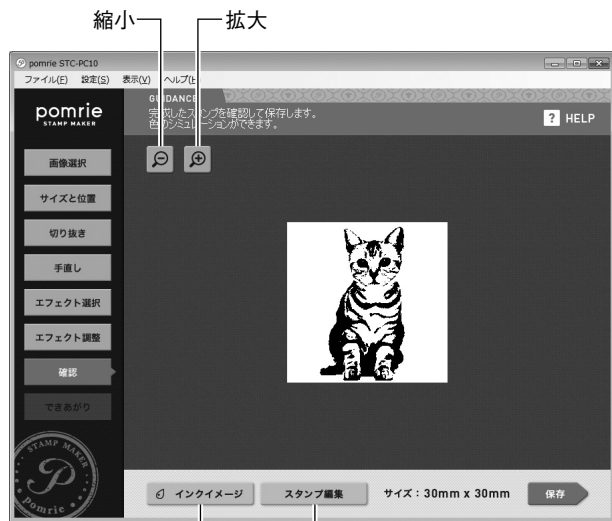 縮小
拡大
pomrie STC-PC10
ファイル(F) 設定(S) 表示(V) ヘルプ(H)
pomrie
STAMP MAKER
GUIDANCE
完成したスタンプを確認して保存します。
色のシミュレーションができます。
? HELP
画像選択
サイズと位置
切り抜き
手直し
エフェクト選択
エフェクト調整
確認
できあがり
STAMP MAKER
P
Pomrie
インクイメージ
スタンプ編集
サイズ：30mm x 30mm
保存